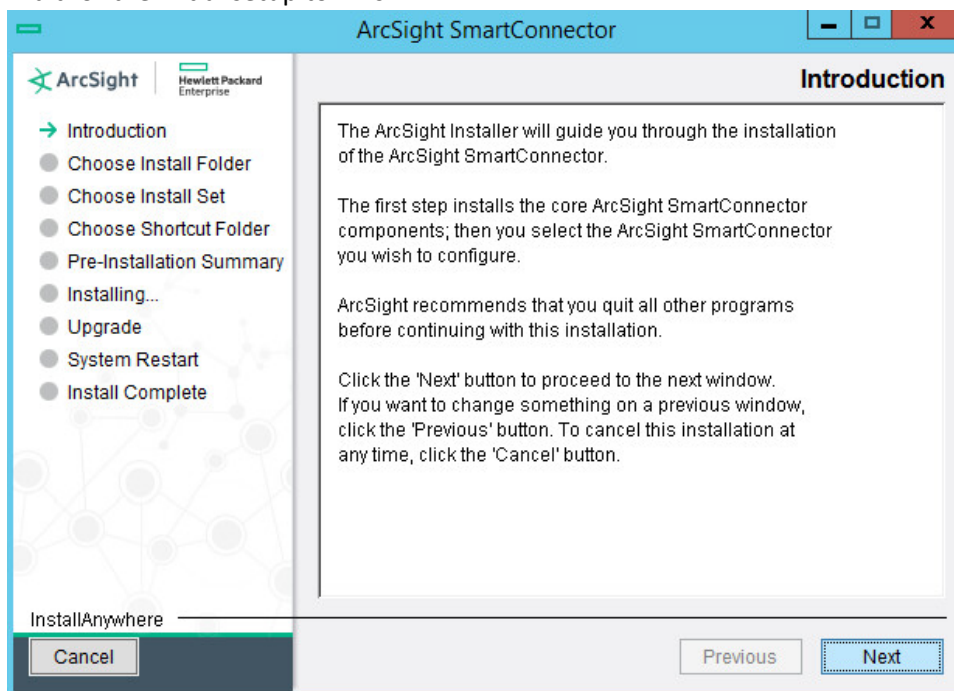 ArcSight SmartConnector
ArcSight
Hewlett Packard
Enterprise
Introduction
Introduction
Choose Install Folder
Choose Install Set
Choose Shortcut Folder
Pre-Installation Summary
Installing...
Upgrade
System Restart
Install Complete
The ArcSight Installer will guide you through the installation
of the ArcSight SmartConnector.
The first step installs the core ArcSight SmartConnector
components; then you select the ArcSight SmartConnector
you wish to configure.
ArcSight recommends that you quit all other programs
before continuing with this installation.
Click the 'Next' button to proceed to the next window.
If you want to change something on a previous window,
click the 'Previous' button. To cancel this installation at
any time, click the 'Cancel' button.
InstallAnywhere
Cancel
Previous
Next